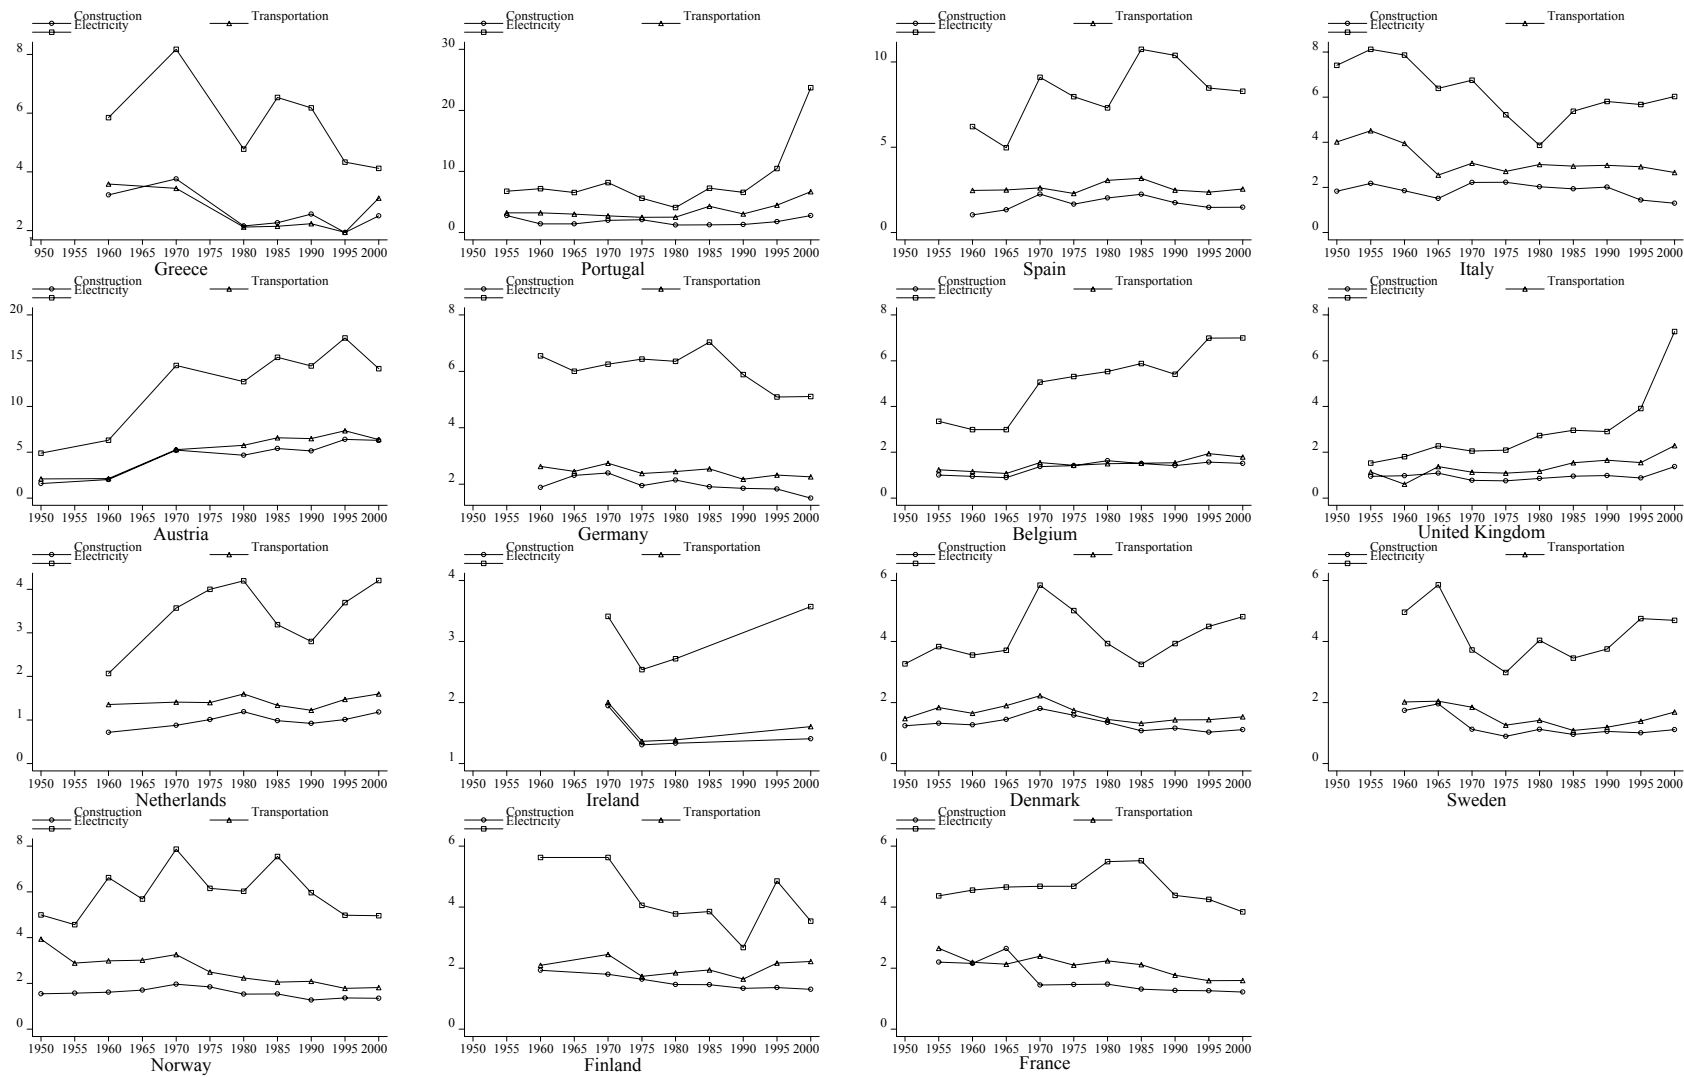 Construction Transportation
Electricity
8
6
4
2
1
1950 1955 1960 1965 1970 1975 1980 1985 1990 1995 2000
Greece
Construction Transportation
Electricity
30
20
10
0
1950 1955 1960 1965 1970 1975 1980 1985 1990 1995 2000
Portugal
Construction Transportation
Electricity
10
5
0
1950 1955 1960 1965 1970 1975 1980 1985 1990 1995 2000
Spain
Construction Transportation
Electricity
8
6
4
2
0
1950 1955 1960 1965 1970 1975 1980 1985 1990 1995 2000
Italy
Construction Transportation
Electricity
20
15
10
5
0
1950 1955 1960 1965 1970 1975 1980 1985 1990 1995 2000
Austria
Construction Transportation
Electricity
8
6
4
2
1950 1955 1960 1965 1970 1975 1980 1985 1990 1995 2000
Germany
Construction Transportation
Electricity
8
6
4
2
0
1950 1955 1960 1965 1970 1975 1980 1985 1990 1995 2000
Belgium
Construction Transportation
Electricity
8
6
4
2
0
1950 1955 1960 1965 1970 1975 1980 1985 1990 1995 2000
United Kingdom
Construction Transportation
Electricity
4
3
2
1
0
1950 1955 1960 1965 1970 1975 1980 1985 1990 1995 2000
Netherlands
Construction Transportation
Electricity
4
3
2
1
1950 1955 1960 1965 1970 1975 1980 1985 1990 1995 2000
Ireland
Construction Transportation
Electricity
6
4
2
0
1950 1955 1960 1965 1970 1975 1980 1985 1990 1995 2000
Denmark
Construction Transportation
Electricity
6
4
2
0
1950 1955 1960 1965 1970 1975 1980 1985 1990 1995 2000
Sweden
Construction Transportation
Electricity
8
6
4
2
0
1950 1955 1960 1965 1970 1975 1980 1985 1990 1995 2000
Norway
Construction Transportation
Electricity
6
4
2
0
1950 1955 1960 1965 1970 1975 1980 1985 1990 1995 2000
Finland
Construction Transportation
Electricity
6
4
2
0
1950 1955 1960 1965 1970 1975 1980 1985 1990 1995 2000
France